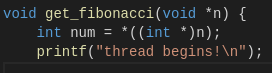 void get_fibonacci(void *n) {
    int num = *((int *)n);
    printf("thread begins!\n");